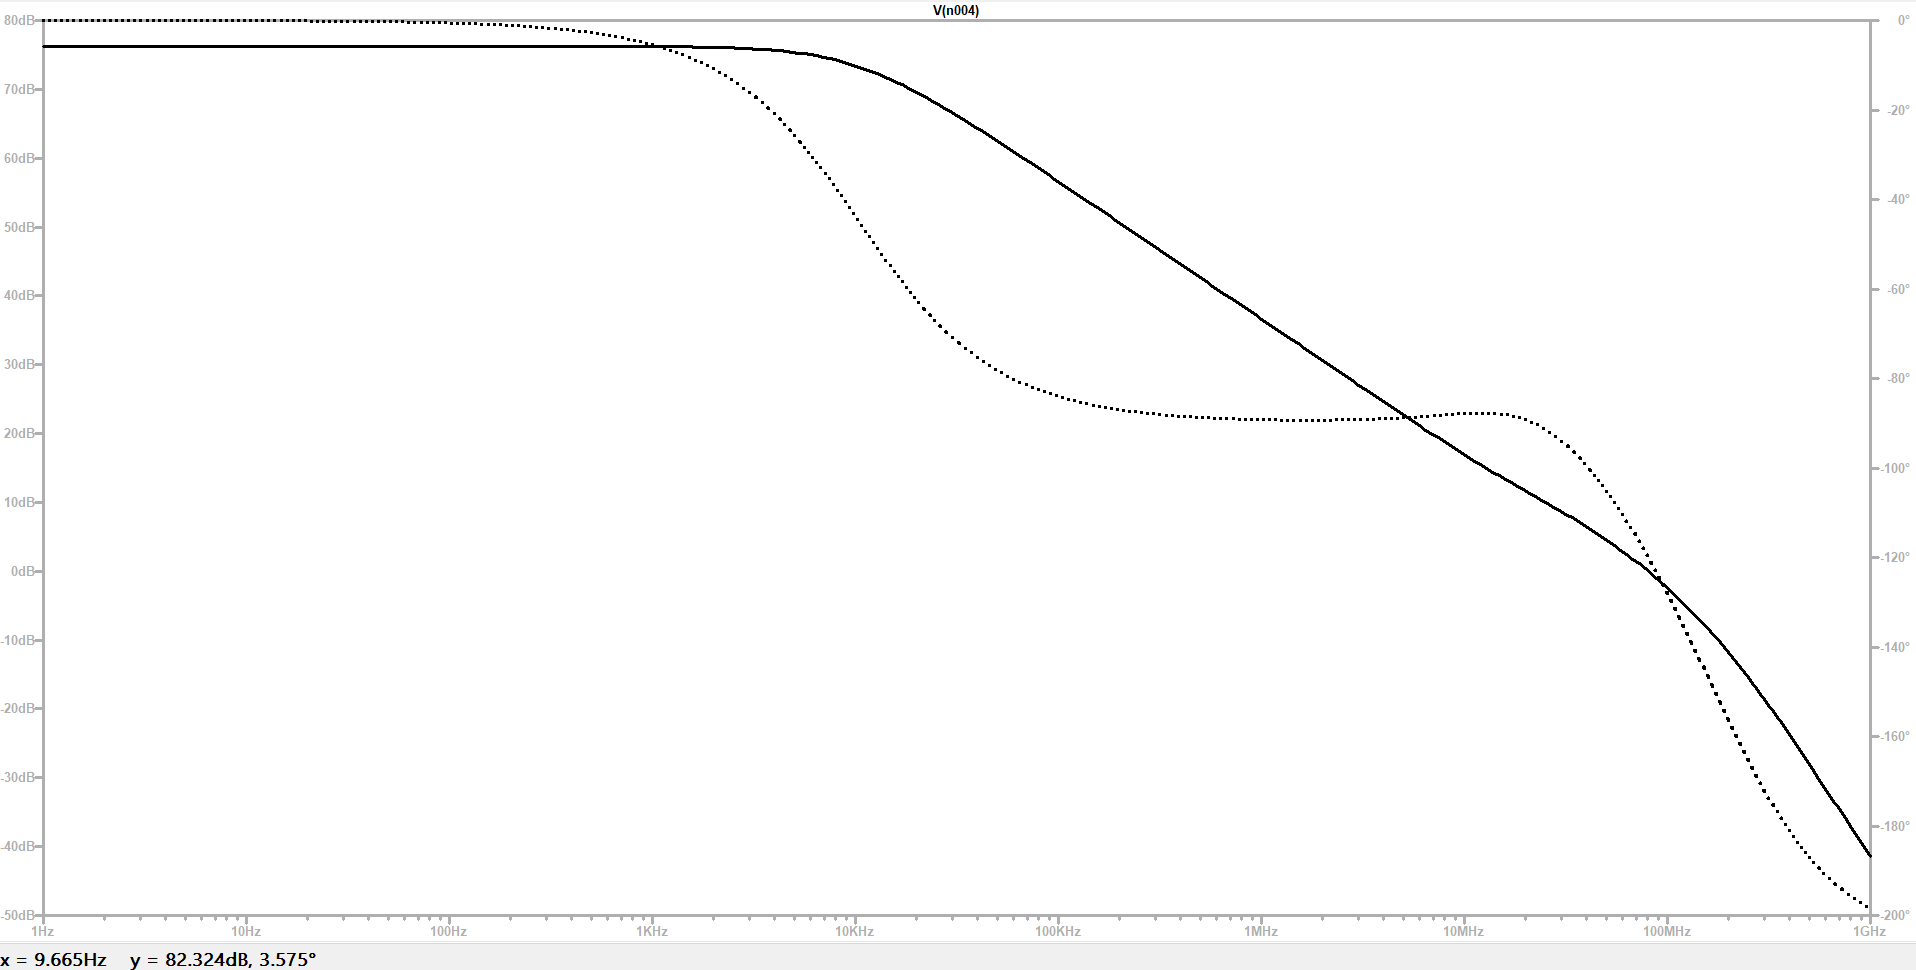 V(n004)
80dB
70dB
60dB
50dB
40dB
30dB
20dB
10dB
0dB
-10dB
-20dB
-30dB
-40dB
-50dB
0°
-20°
-40°
-60°
-80°
-100°
-120°
-140°
-160°
-180°
-200°
1Hz 10Hz 100Hz 1KHz 10KHz 100KHz 1MHz 10MHz 100MHz 1GHz
x = 9.665Hz y = 82.324dB, 3.575°